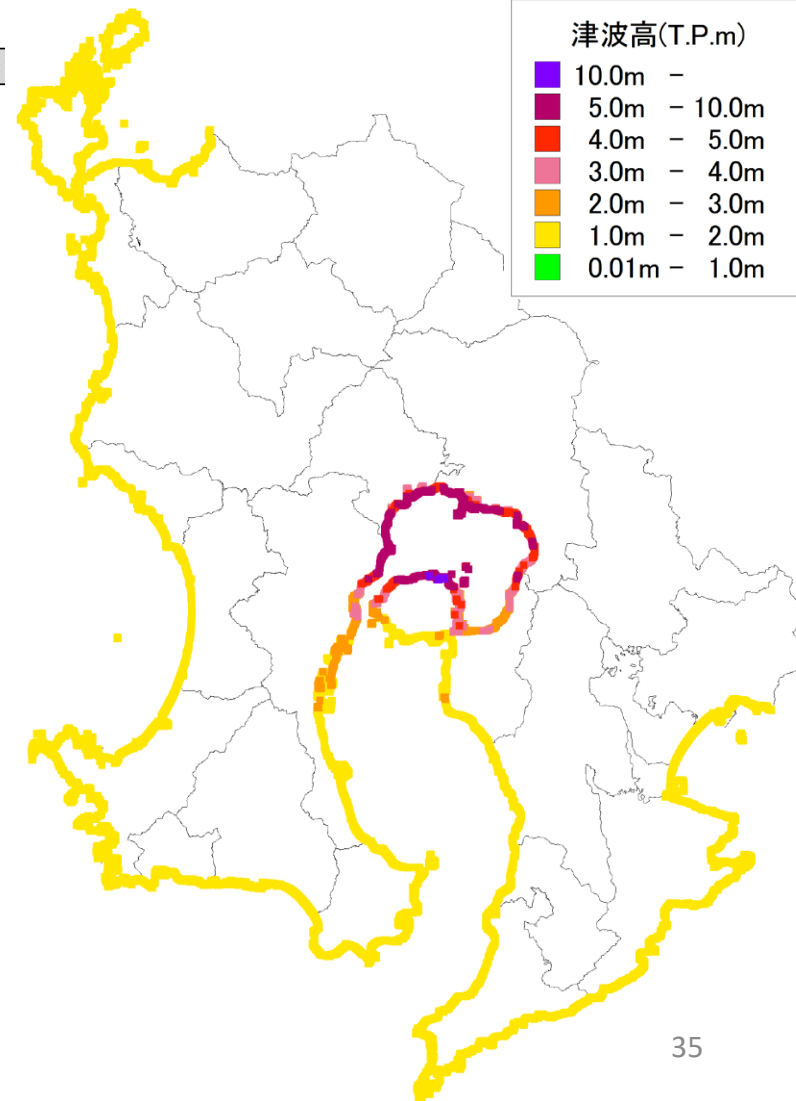 津波高(T.P.m)
10.0m －
5.0m － 10.0m
4.0m － 5.0m
3.0m － 4.0m
2.0m － 3.0m
1.0m － 2.0m
0.01m － 1.0m
35